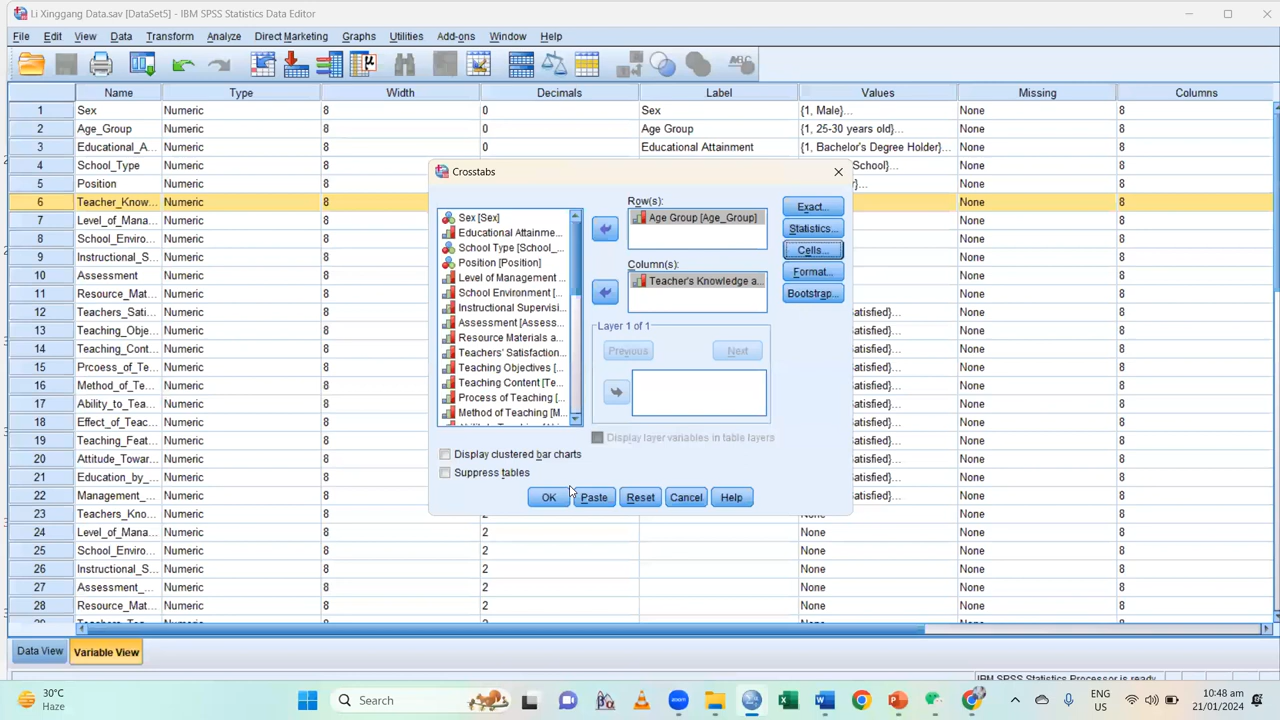 Li Xinggang Data.sav [DataSet5] - IBM SPSS Statistics Data Editor
File Edit View Data Transform Analyze Direct Marketing Graphs Utilities Add-ons Window Help
Name Type Width Decimals Label Values Missing Columns
1 Sex Numeric 8 0 Sex {1, Male}... None 8
2 Age_Group Numeric 8 0 Age Group {1, 25-30 years old}... None 8
3 Educational_A... Numeric 8 0 Educational Attainment {1, Bachelor's Degree Holder}... None 8
4 School_Type Numeric 8 School}... None 8
5 Position Numeric 8 }... None 8
6 Teacher_Know... Numeric 8 None 8
7 Level_of_Mana... Numeric 8 None 8
8 School_Enviro... Numeric 8 None 8
9 Instructional_S... Numeric 8 None 8
10 Assessment Numeric 8 None 8
11 Resource_Mat... Numeric 8 None 8
12 Teachers_Sati... Numeric 8 Satisfied}... None 8
13 Teaching_Obje... Numeric 8 Satisfied}... None 8
14 Teaching_Cont... Numeric 8 Satisfied}... None 8
15 Prcoess_of_Te... Numeric 8 Satisfied}... None 8
16 Method_of_Te... Numeric 8 Satisfied}... None 8
17 Ability_to_Tea... Numeric 8 Satisfied}... None 8
18 Effect_of_Teac... Numeric 8 Satisfied}... None 8
19 Teaching_Feat... Numeric 8 Satisfied}... None 8
20 Attitude_Towar... Numeric 8 Satisfied}... None 8
21 Education_by_... Numeric 8 Satisfied}... None 8
22 Management_... Numeric 8 Satisfied}... None 8
23 Teachers_Kno... Numeric 8 2 None None 8
24 Level_of_Mana... Numeric 8 2 None None 8
25 School_Enviro... Numeric 8 2 None None 8
26 Instructional_S... Numeric 8 2 None None 8
27 Assessment_... Numeric 8 2 None None 8
28 Resource_Mat... Numeric 8 2 None None 8
Crosstabs
Sex [Sex]
Educational Attainme...
School Type [School_...
Position [Position]
Level of Management ...
School Environment [...
Instructional Supervisi...
Assessment [Assess...
Resource Materials a...
Teachers' Satisfaction...
Teaching Objectives [...
Teaching Content [Te...
Process of Teaching [...
Method of Teaching [M...
Row(s):
Age Group [Age_Group]
Column(s):
Teacher's Knowledge a...
Layer 1 of 1
Previous Next
Display layer variables in table layers
Exact...
Statistics...
Cells...
Format...
Bootstrap...
Display clustered bar charts
Suppress tables
OK Paste Reset Cancel Help
Data View Variable View
IBM SPSS Statistics Processor is ready
30°C
Haze
Search
ENG
US
10:48 am
21/01/2024